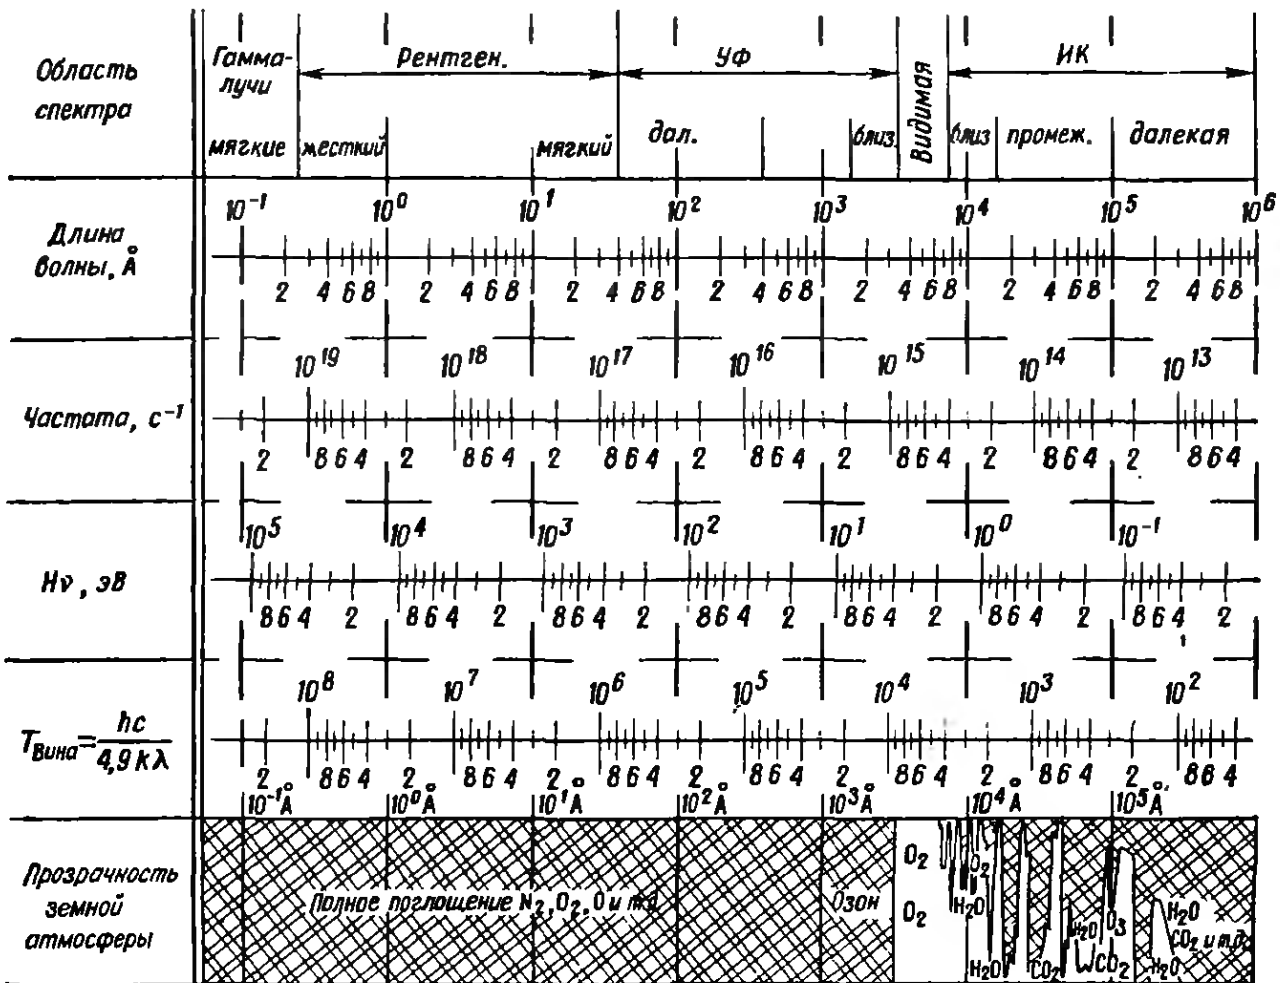 Область спектра
Гамма-лучи
Рентген.
УФ
Видимая
ИК
мягкие
жесткий
мягкий
дал.
близ.
близ
промеж.
далекая
Длина волны, Å
10⁻¹ 10⁰ 10¹ 10² 10³ 10⁴ 10⁵ 10⁶
2 4 6 8 2 4 6 8 2 4 6 8 2 4 6 8 2 4 6 8 2 4 6 8 2 4 6 8
Частата, с⁻¹
10¹⁹ 10¹⁸ 10¹⁷ 10¹⁶ 10¹⁵ 10¹⁴ 10¹³
2 8 6 4 2 8 6 4 2 8 6 4 2 8 6 4 2 8 6 4 2 8 6 4 2 8 6 4
Hν, эВ
10⁵ 10⁴ 10³ 10² 10¹ 10⁰ 10⁻¹
8 6 4 2 8 6 4 2 8 6 4 2 8 6 4 2 8 6 4 2 8 6 4 2 8 6 4 2
Tвина=hc/4,9kλ
10⁸ 10⁷ 10⁶ 10⁵ 10⁴ 10³ 10²
2 8 6 4 2 8 6 4 2 8 6 4 2 8 6 4 2 8 6 4 2 8 6 4 2 8 6 4
10⁻¹Å 10⁰Å 10¹Å 10²Å 10³Å 10⁴Å 10⁵Å
Прозрачность земной атмосферы
Полное поглощение N₂, O₂, O и т.д.
Озон
O₂
O₂
O₂
H₂O
H₂O
CO₂
H₂O
CO₂
O₃
H₂O
H₂O
CO₂ и т.д.